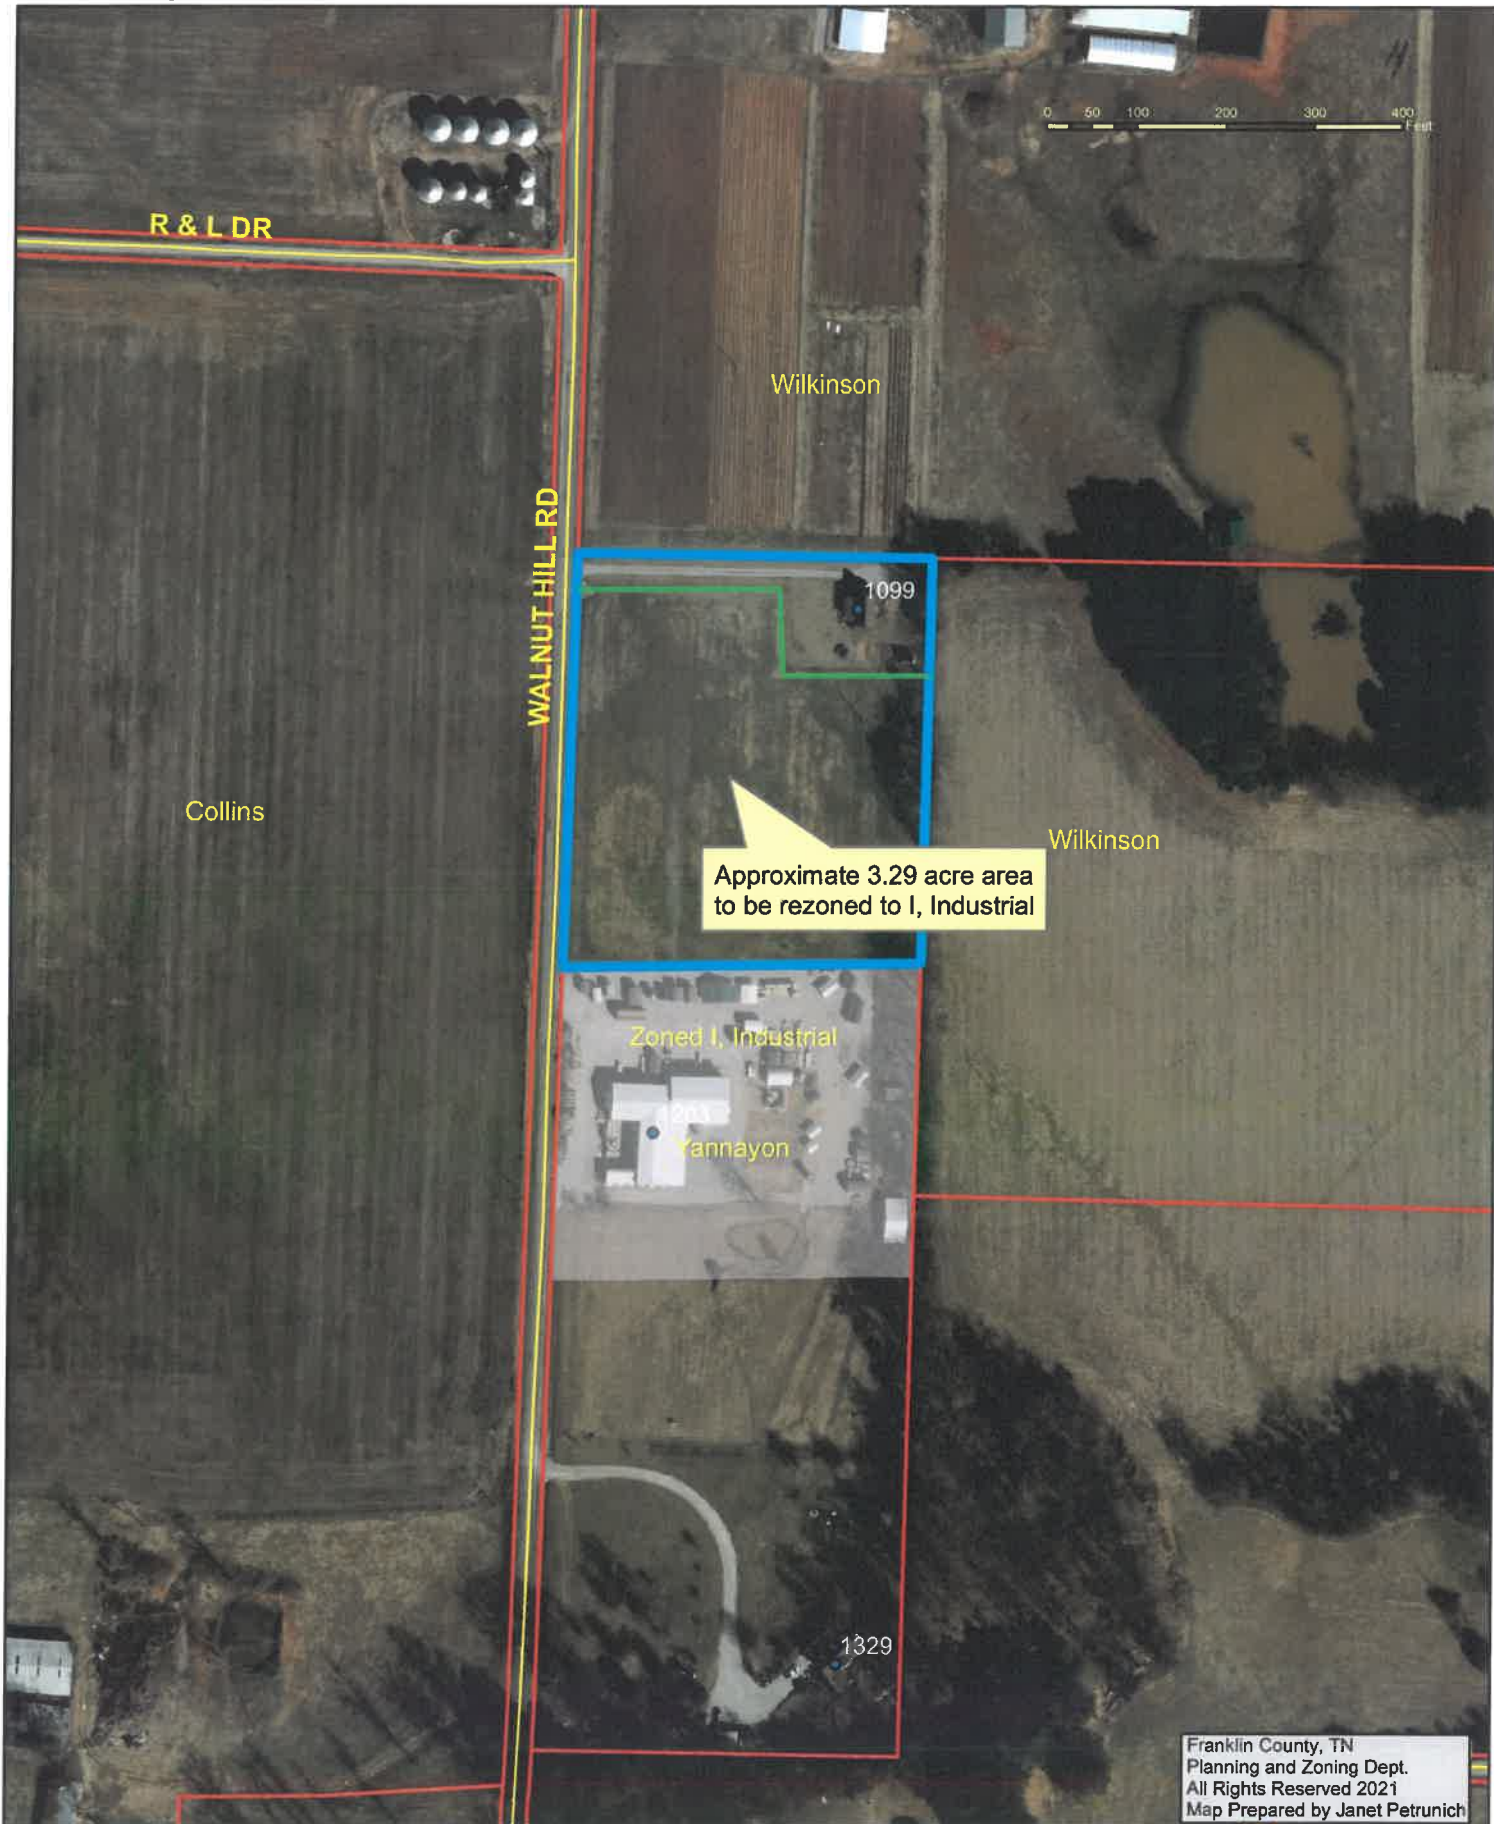 0 50 100 200 300 400
Feet
R & L DR
Wilkinson
WALNUT HILL RD
1099
Collins
Wilkinson
Approximate 3.29 acre area
to be rezoned to I, Industrial
Zoned I, Industrial
1203
Yannayon
1329
Franklin County, TN
Planning and Zoning Dept.
All Rights Reserved 2021
Map Prepared by Janet Petrunich